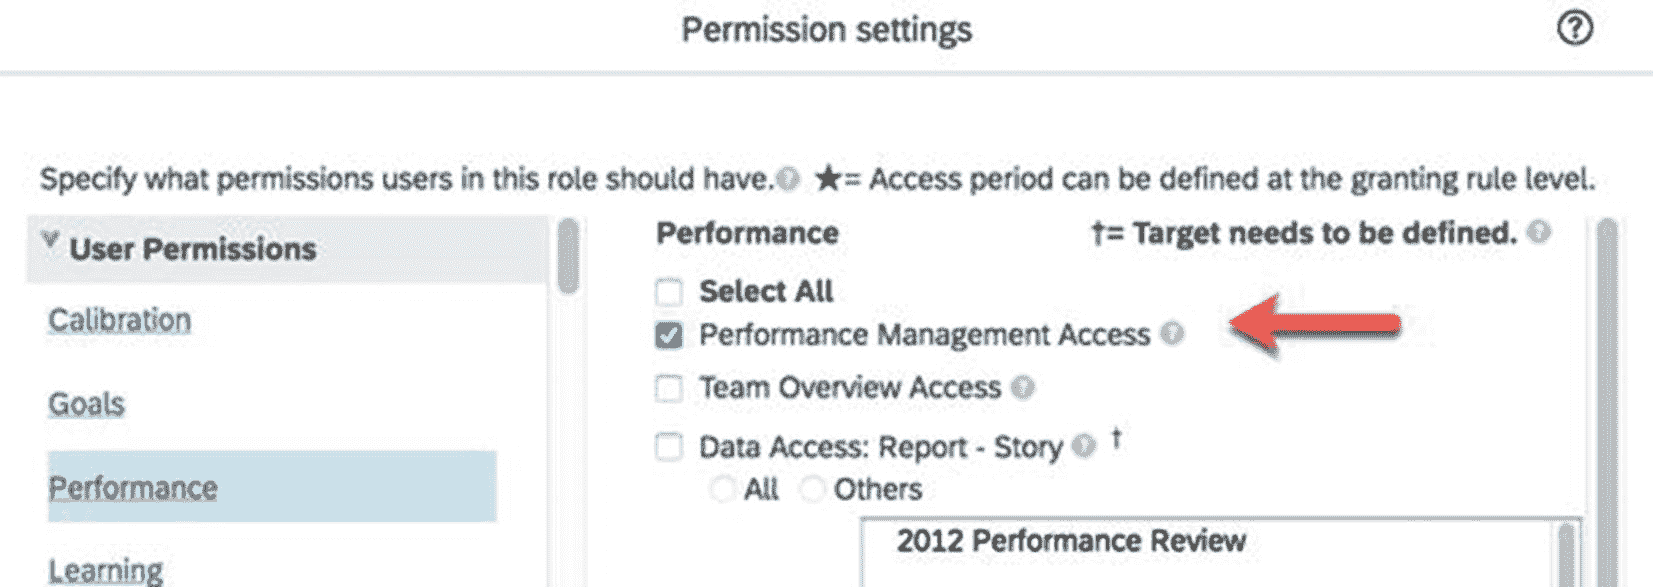 Permission settings
Specify what permissions users in this role should have. ★= Access period can be defined at the granting rule level.
User Permissions
Calibration
Goals
Performance
Learning
Performance
†= Target needs to be defined.
Select All
Performance Management Access
Team Overview Access
Data Access: Report - Story †
All Others
2012 Performance Review